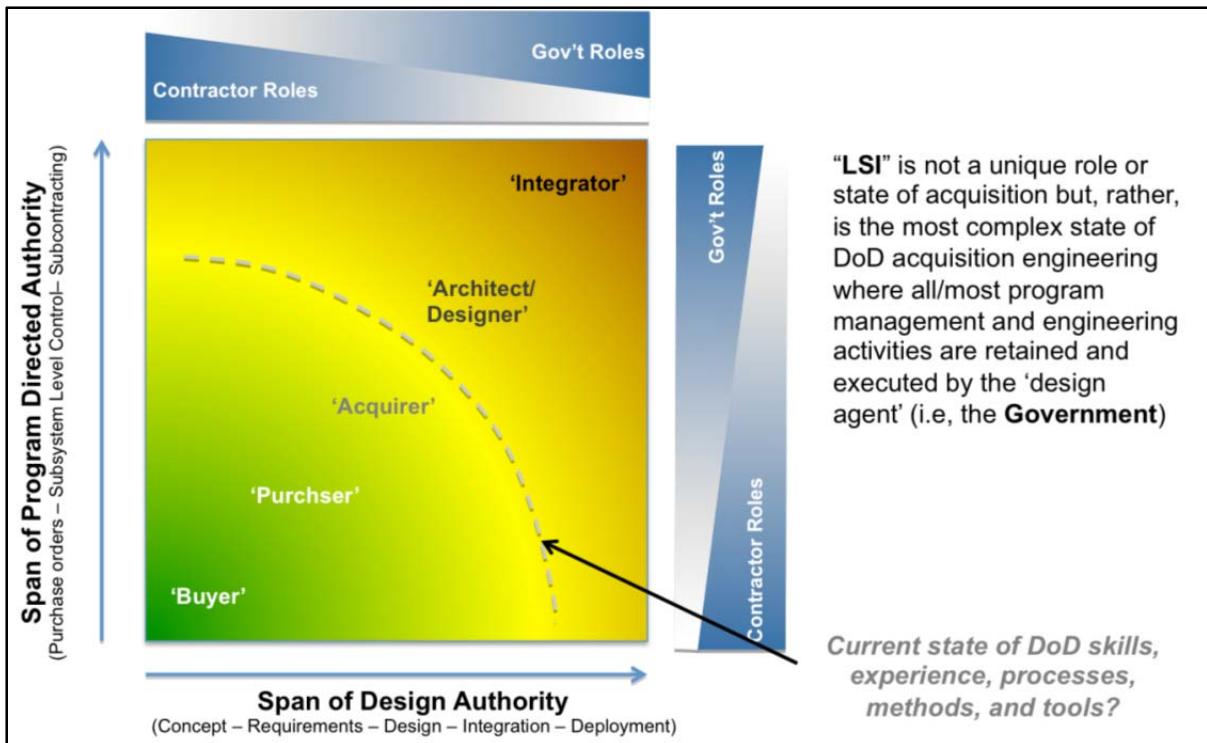 Gov't Roles
Contractor Roles
Span of Program Directed Authority
(Purchase orders – Subsystem Level Control– Subcontracting)
'Integrator'
'Architect/
Designer'
'Acquirer'
'Purchser'
'Buyer'
Gov't Roles
Contractor Roles
"LSI" is not a unique role or
state of acquisition but, rather,
is the most complex state of
DoD acquisition engineering
where all/most program
management and engineering
activities are retained and
executed by the 'design
agent' (i.e, the Government)
Current state of DoD skills,
experience, processes,
methods, and tools?
Span of Design Authority
(Concept – Requirements – Design – Integration – Deployment)